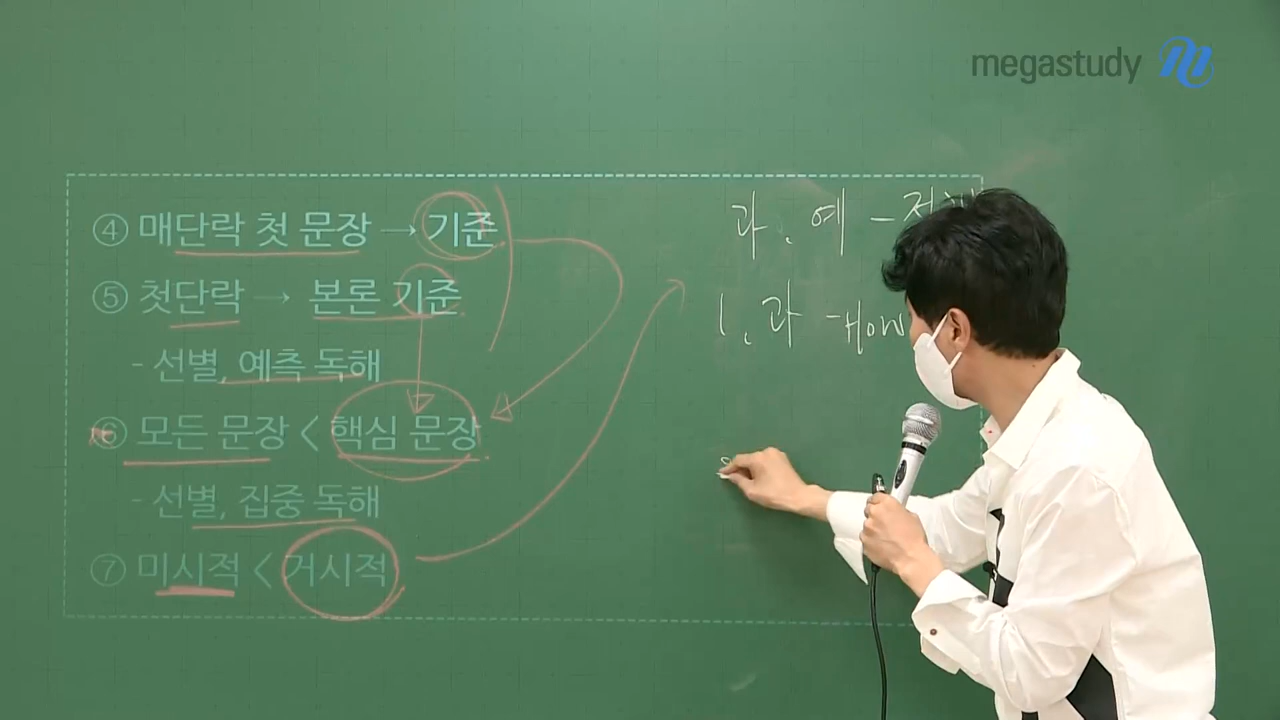 megastudy
④ 매단락 첫 문장 → 기준
⑤ 첫단락 → 본론 기준
- 선별, 예측 독해
⑥ 모든 문장 < 핵심 문장
- 선별, 집중 독해
⑦ 미시적 < 거시적
과, 예 -
1, 과 - How